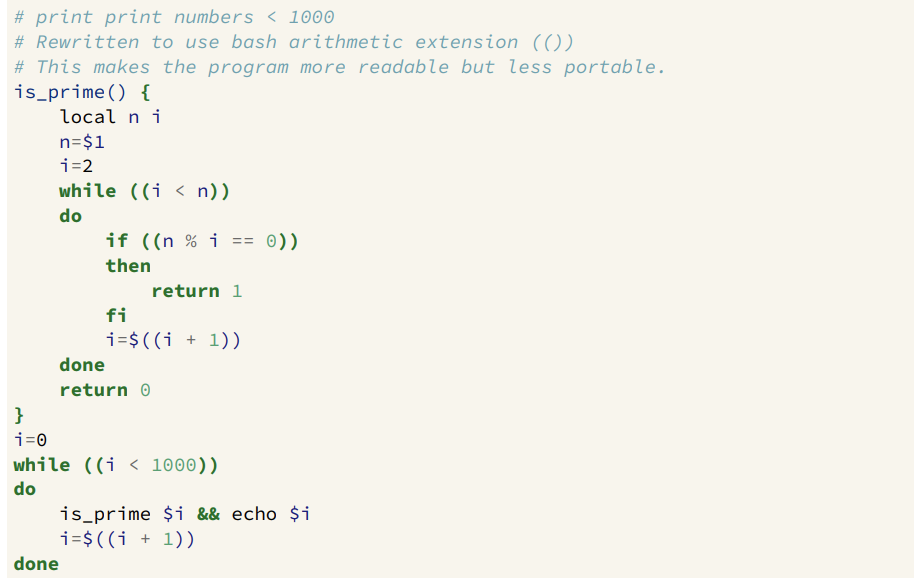 # print print numbers < 1000
# Rewritten to use bash arithmetic extension (())
# This makes the program more readable but less portable.
is_prime() {
    local n i
    n=$1
    i=2
    while ((i < n))
    do
        if ((n % i == 0))
        then
            return 1
        fi
        i=$((i + 1))
    done
    return 0
}
i=0
while ((i < 1000))
do
    is_prime $i && echo $i
    i=$((i + 1))
done